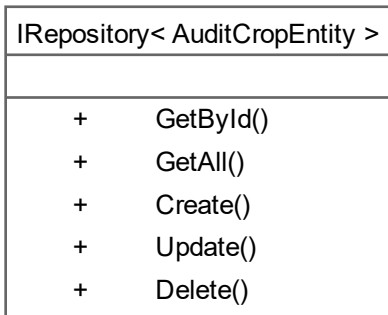 IRepository< AuditCropEntity >
+ GetById()
+ GetAll()
+ Create()
+ Update()
+ Delete()